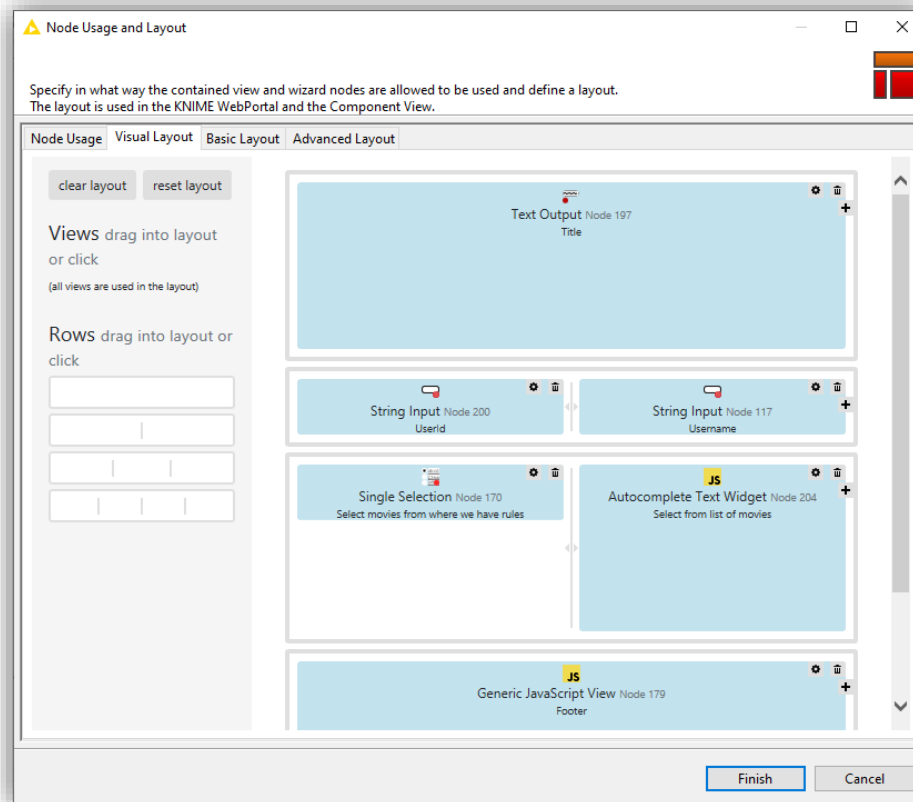 Node Usage and Layout
Specify in what way the contained view and wizard nodes are allowed to be used and define a layout.
The layout is used in the KNIME WebPortal and the Component View.
Node Usage Visual Layout Basic Layout Advanced Layout
clear layout reset layout
Views drag into layout
or click
(all views are used in the layout)
Rows drag into layout or
click
Text Output Node 197
Title
String Input Node 200
UserId
String Input Node 117
Username
Single Selection Node 170
Select movies from where we have rules
JS
Autocomplete Text Widget Node 204
Select from list of movies
JS
Generic JavaScript View Node 179
Footer
Finish Cancel